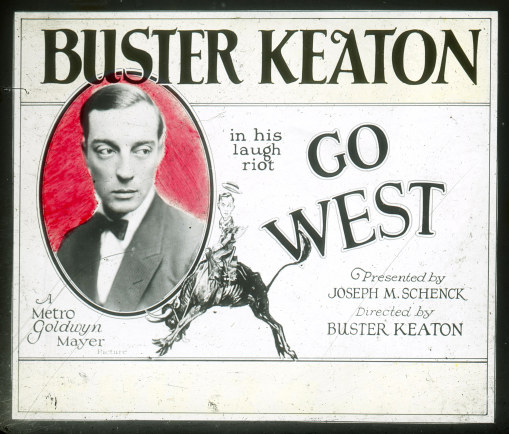 BUSTER KEATON
in his
laugh
riot
GO
WEST
Presented by
JOSEPH M. SCHENCK
Directed by
BUSTER KEATON
A
Metro
Goldwyn
Mayer
Picture